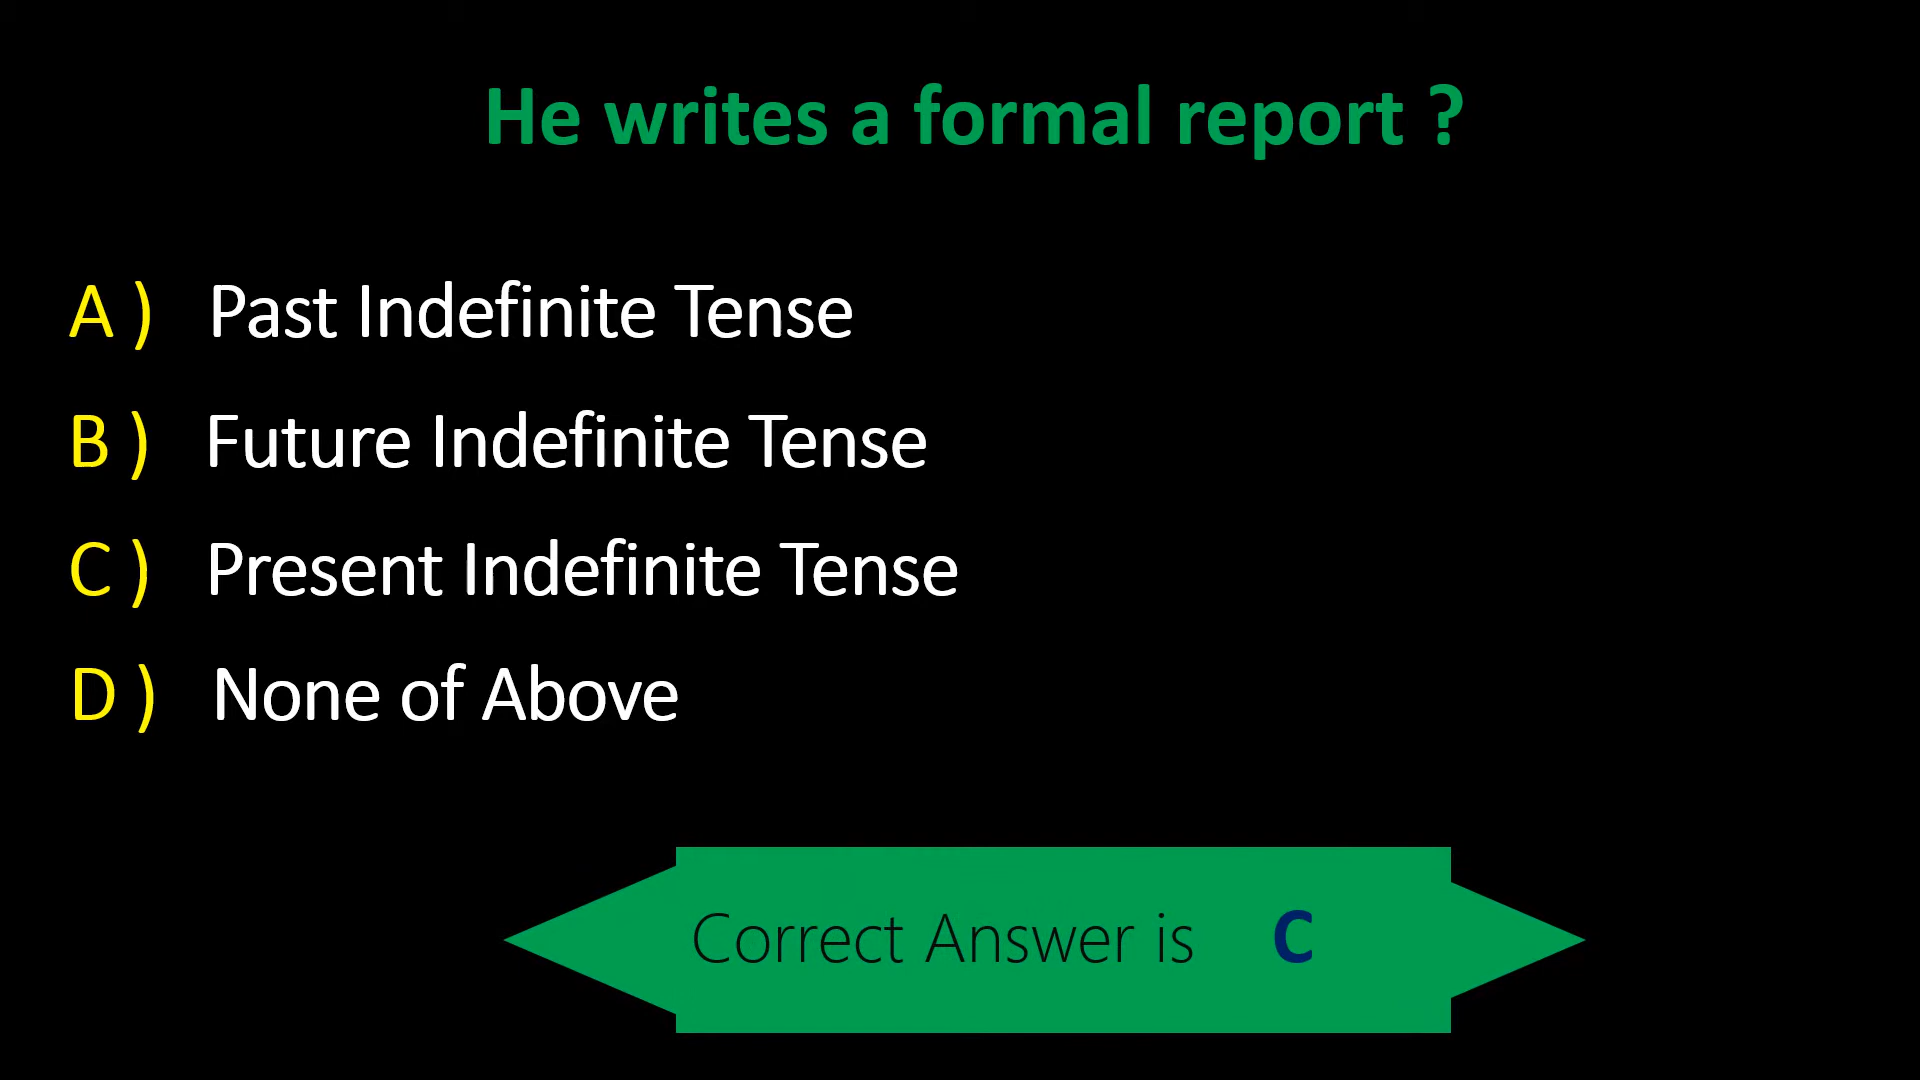 He writes a formal report ?
A ) Past Indefinite Tense
B ) Future Indefinite Tense
C ) Present Indefinite Tense
D ) None of Above
Correct Answer is C